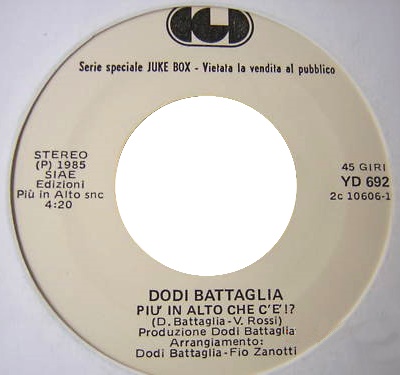 CGD
Serie speciale JUKE BOX - Vietata la vendita al pubblico
STEREO
(P) 1985
SIAE
Edizioni
Più in Alto snc
4:20
45 GIRI
YD 692
2c 10606-1
DODI BATTAGLIA
PIU' IN ALTO CHE C'E'!?
(D. Battaglia-V. Rossi)
Produzione Dodi Battaglia
Arrangiamento:
Dodi Battaglia-Fio Zanotti